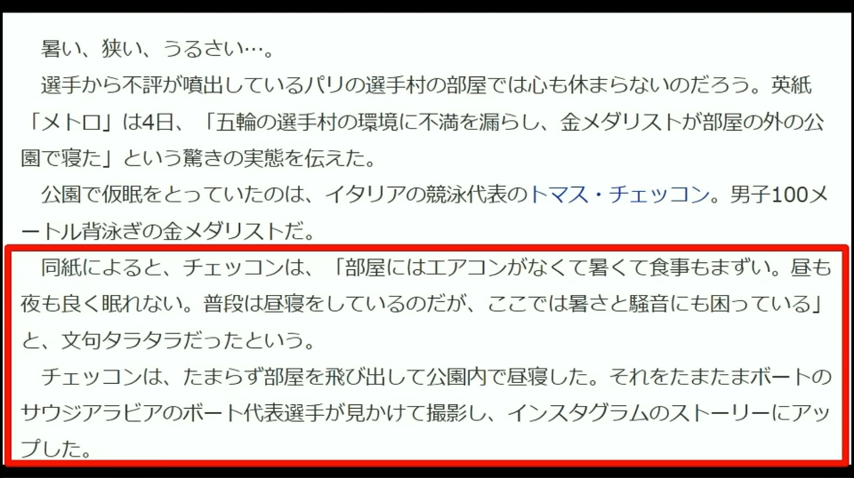 暑い、狭い、うるさい…。
選手から不評が噴出しているパリの選手村の部屋では心も休まらないのだろう。英紙
「メトロ」は4日、「五輪の選手村の環境に不満を漏らし、金メダリストが部屋の外の公
園で寝た」という驚きの実態を伝えた。
公園で仮眠をとっていたのは、イタリアの競泳代表のトマス・チェッコン。男子100メ
ートル背泳ぎの金メダリストだ。
同紙によると、チェッコンは、「部屋にはエアコンがなくて暑くて食事もまずい。昼も
夜も良く眠れない。普段は昼寝をしているのだが、ここでは暑さと騒音にも困っている」
と、文句タラタラだったという。
チェッコンは、たまらず部屋を飛び出して公園内で昼寝した。それをたまたまボートの
サウジアラビアのボート代表選手が見かけて撮影し、インスタグラムのストーリーにアッ
プした。